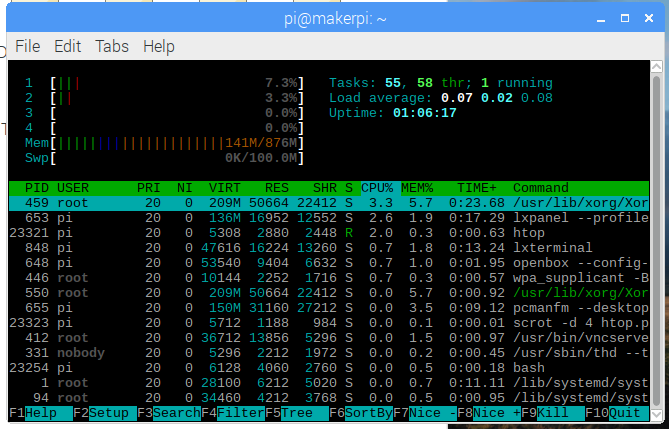 pi@makerpi: ~
File Edit Tabs Help
1 [||| 7.3%] Tasks: 55, 58 thr; 1 running
2 [|| 3.3%] Load average: 0.07 0.02 0.08
3 [ 0.0%] Uptime: 01:06:17
4 [ 0.0%]
Mem[|||||||||||||||||||||141M/876M]
Swp[ 0K/100.0M]
PID USER PRI NI VIRT RES SHR S CPU% MEM% TIME+ Command
459 root 20 0 209M 50664 22412 S 3.3 5.7 0:23.68 /usr/lib/xorg/Xor
653 pi 20 0 136M 16952 12552 S 2.6 1.9 0:17.29 lxpanel --profile
23321 pi 20 0 5308 2880 2448 R 2.0 0.3 0:00.63 htop
848 pi 20 0 47616 16224 13260 S 0.7 1.8 0:13.24 lxterminal
648 pi 20 0 53540 9404 6632 S 0.7 1.0 0:01.95 openbox --config-
446 root 20 0 10144 2252 1716 S 0.7 0.3 0:00.57 wpa_supplicant -B
550 root 20 0 209M 50664 22412 S 0.0 5.7 0:00.92 /usr/lib/xorg/Xor
655 pi 20 0 150M 31160 27212 S 0.0 3.5 0:09.12 pcmanfm --desktop
23323 pi 20 0 5712 1188 984 S 0.0 0.1 0:00.01 scrot -d 4 htop.p
412 root 20 0 36712 13856 5296 S 0.0 1.5 0:00.97 /bin/vncserve
331 nobody 20 0 5296 2212 1972 S 0.0 0.2 0:00.45 /usr/sbin/thd --t
23254 pi 20 0 6128 4060 2760 S 0.0 0.5 0:00.18 bash
1 root 20 0 28100 6212 5020 S 0.0 0.7 0:11.11 /lib/systemd/syst
94 root 20 0 34460 4212 3768 S 0.0 0.5 0:00.95 /lib/systemd/syst
F1Help F2Setup F3SearchF4FilterF5Tree F6SortByF7Nice -F8Nice +F9Kill F10Quit